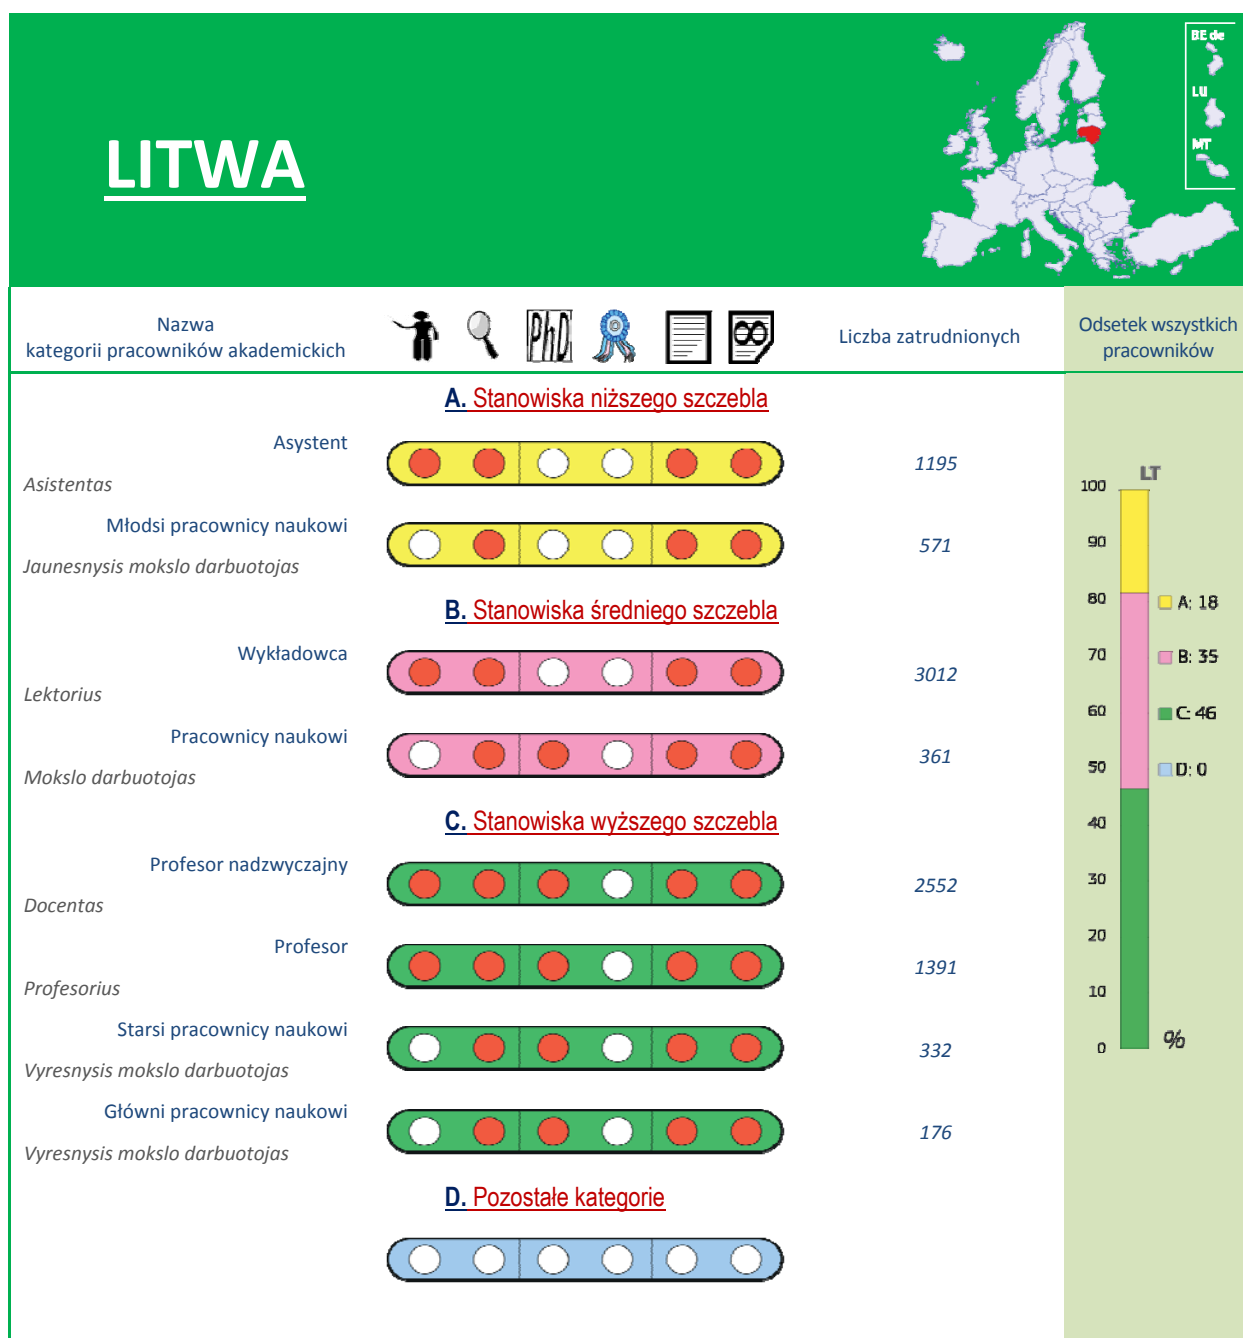 LITWA
BE de
LU
MT
Nazwa
kategorii pracowników akademickich
PhD
Liczba zatrudnionych
Odsetek wszystkich
pracowników
A. Stanowiska niższego szczebla
Asystent
Asistentas
1195
Młodsi pracownicy naukowi
Jaunesnysis mokslo darbuotojas
571
B. Stanowiska średniego szczebla
Wykładowca
Lektorius
3012
Pracownicy naukowi
Mokslo darbuotojas
361
C. Stanowiska wyższego szczebla
Profesor nadzwyczajny
Docentas
2552
Profesor
Profesorius
1391
Starsi pracownicy naukowi
Vyresnysis mokslo darbuotojas
332
Główni pracownicy naukowi
Vyresnysis mokslo darbuotojas
176
D. Pozostałe kategorie
LT
100
90
80
70
60
50
40
30
20
10
0
%
A: 18
B: 35
C: 46
D: 0